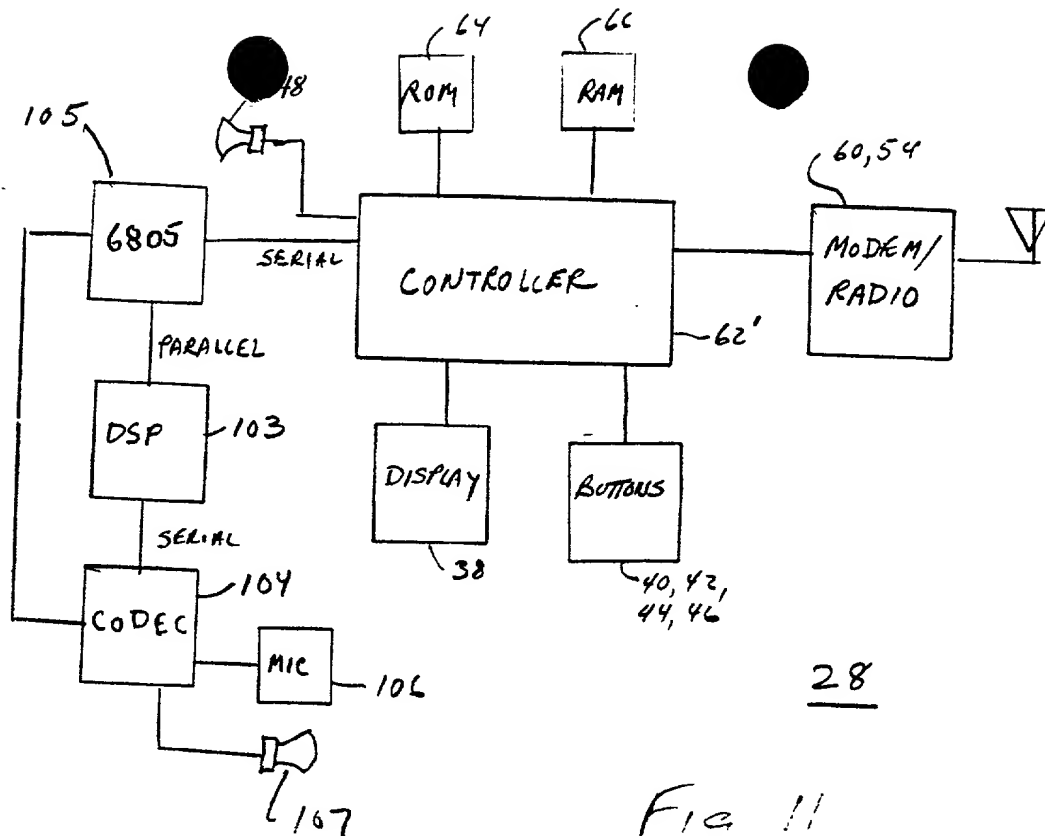 64
66
48
105
ROM
RAM
60, 54
6805
SERIAL
CONTROLLER
MODEM/
RADIO
62'
PARALLEL
DSP
103
DISPLAY
BUTTONS
SERIAL
38
40, 42,
44, 46
104
CODEC
MIC
106
28
107
FIG 11